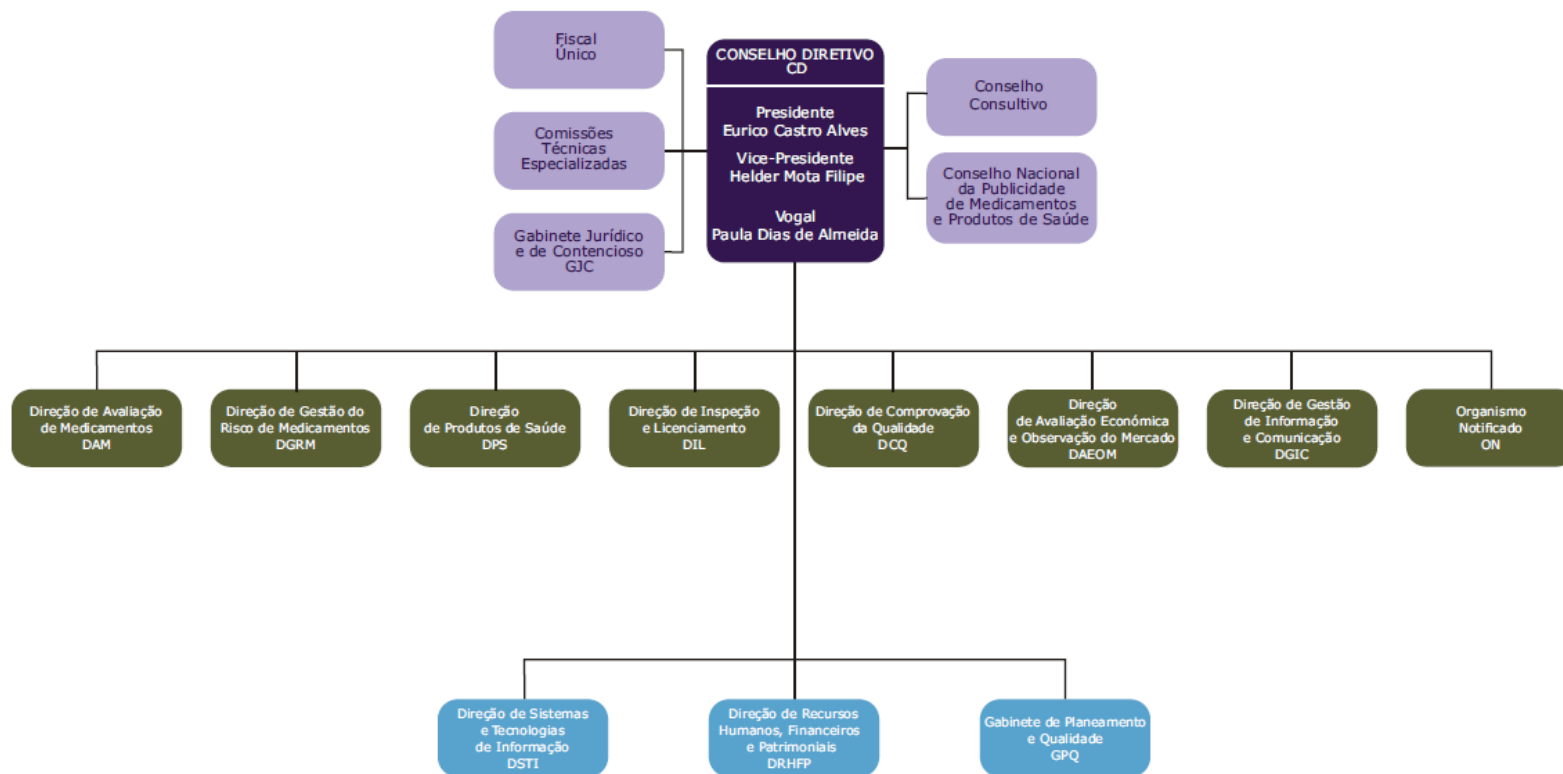 Fiscal
Único
Comissões
Técnicas
Especializadas
Gabinete Jurídico
e de Contencioso
GJC
CONSELHO DIRETIVO
CD
Presidente
Eurico Castro Alves
Vice-Presidente
Helder Mota Filipe
Vogal
Paula Dias de Almeida
Conselho
Consultivo
Conselho Nacional
da Publicidade
de Medicamentos
e Produtos de Saúde
Direção de Avaliação
de Medicamentos
DAM
Direção de Gestão do
Risco de Medicamentos
DGRM
Direção
de Produtos de Saúde
DPS
Direção de Inspeção
e Licenciamento
DIL
Direção de Comprovação
da Qualidade
DCQ
Direção
de Avaliação Económica
e Observação do Mercado
DAEOM
Direção de Gestão
de Informação
e Comunicação
DGIC
Organismo
Notificado
ON
Direção de Sistemas
e Tecnologias
de Informação
DSTI
Direção de Recursos
Humanos, Financeiros
e Patrimoniais
DRHFP
Gabinete de Planeamento
e Qualidade
GPQ